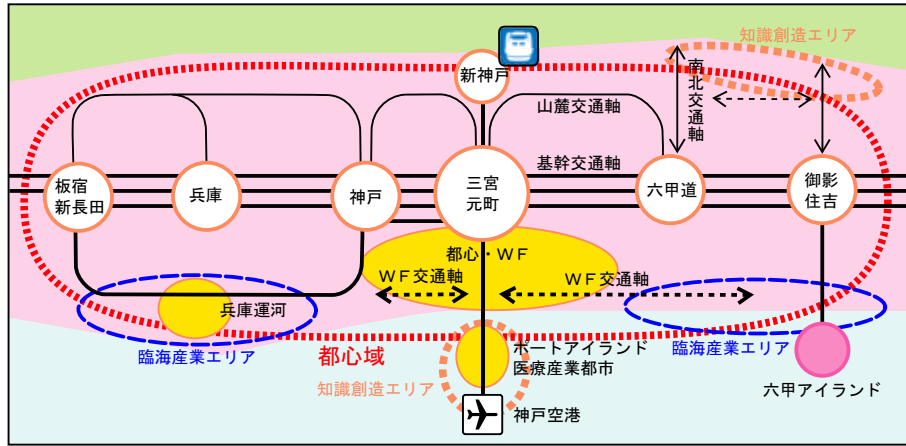 知識創造エリア
新神戸
南北交通軸
山麓交通軸
基幹交通軸
板宿
新長田
兵庫
神戸
三宮
元町
六甲道
御影
住吉
都心・WF
WF交通軸
WF交通軸
兵庫運河
臨海産業エリア
都心域
ポートアイランド
医療産業都市
臨海産業エリア
知識創造エリア
六甲アイランド
神戸空港